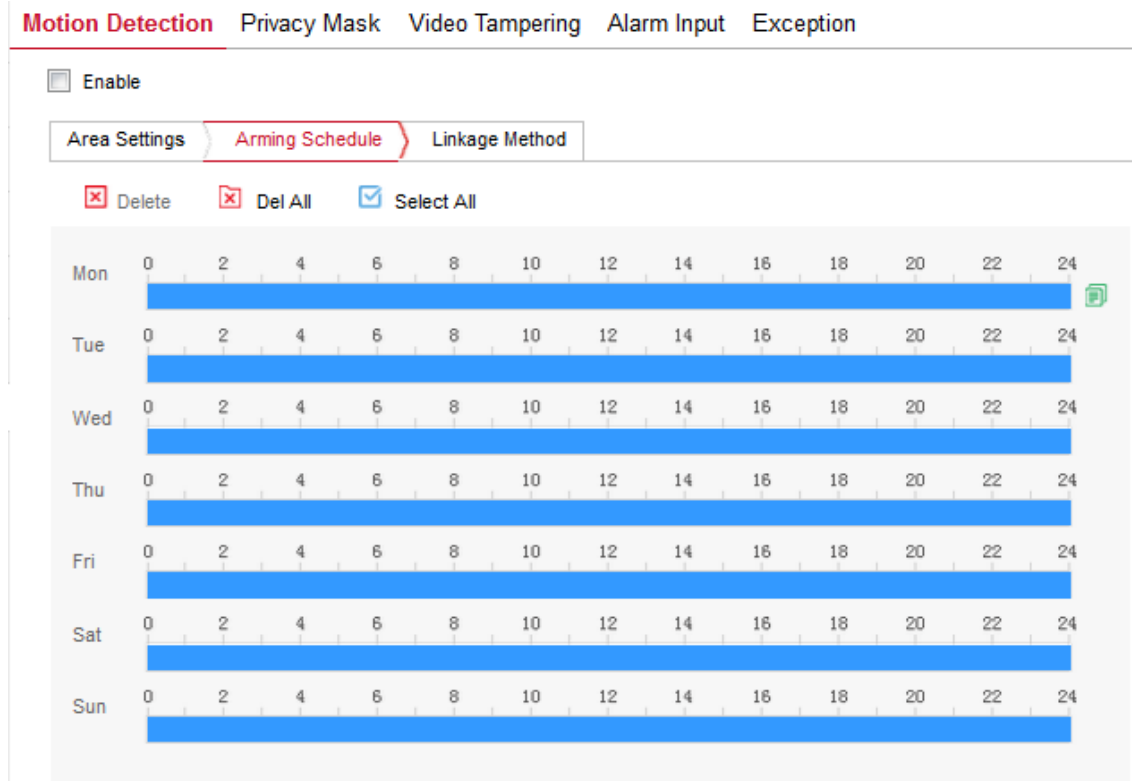 Motion Detection Privacy Mask Video Tampering Alarm Input Exception
Enable
Area Settings Arming Schedule Linkage Method
Delete Del All Select All
Mon 0 2 4 6 8 10 12 14 16 18 20 22 24
Tue 0 2 4 6 8 10 12 14 16 18 20 22 24
Wed 0 2 4 6 8 10 12 14 16 18 20 22 24
Thu 0 2 4 6 8 10 12 14 16 18 20 22 24
Fri 0 2 4 6 8 10 12 14 16 18 20 22 24
Sat 0 2 4 6 8 10 12 14 16 18 20 22 24
Sun 0 2 4 6 8 10 12 14 16 18 20 22 24